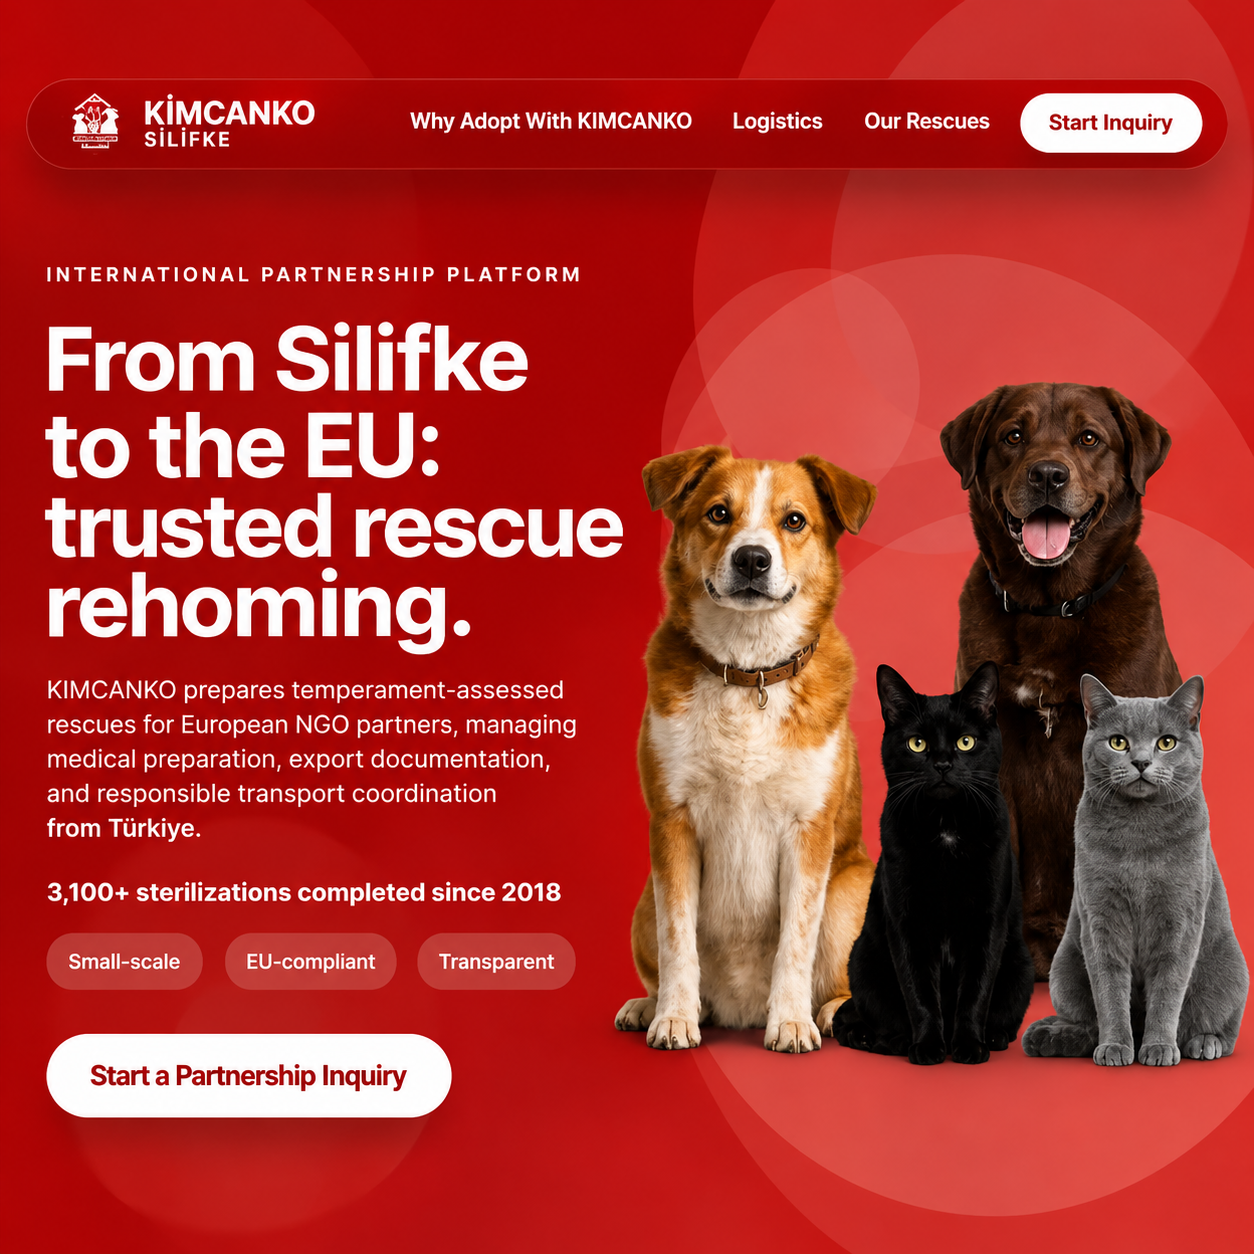 KİMCANKO
SİLİFKE
Why Adopt With KIMCANKO
Logistics
Our Rescues
Start Inquiry
INTERNATIONAL PARTNERSHIP PLATFORM
From Silifke
to the EU:
trusted rescue
rehoming.
KIMCANKO prepares temperament-assessed
rescues for European NGO partners, managing
medical preparation, export documentation,
and responsible transport coordination
from Türkiye.
3,100+ sterilizations completed since 2018
Small-scale
EU-compliant
Transparent
Start a Partnership Inquiry